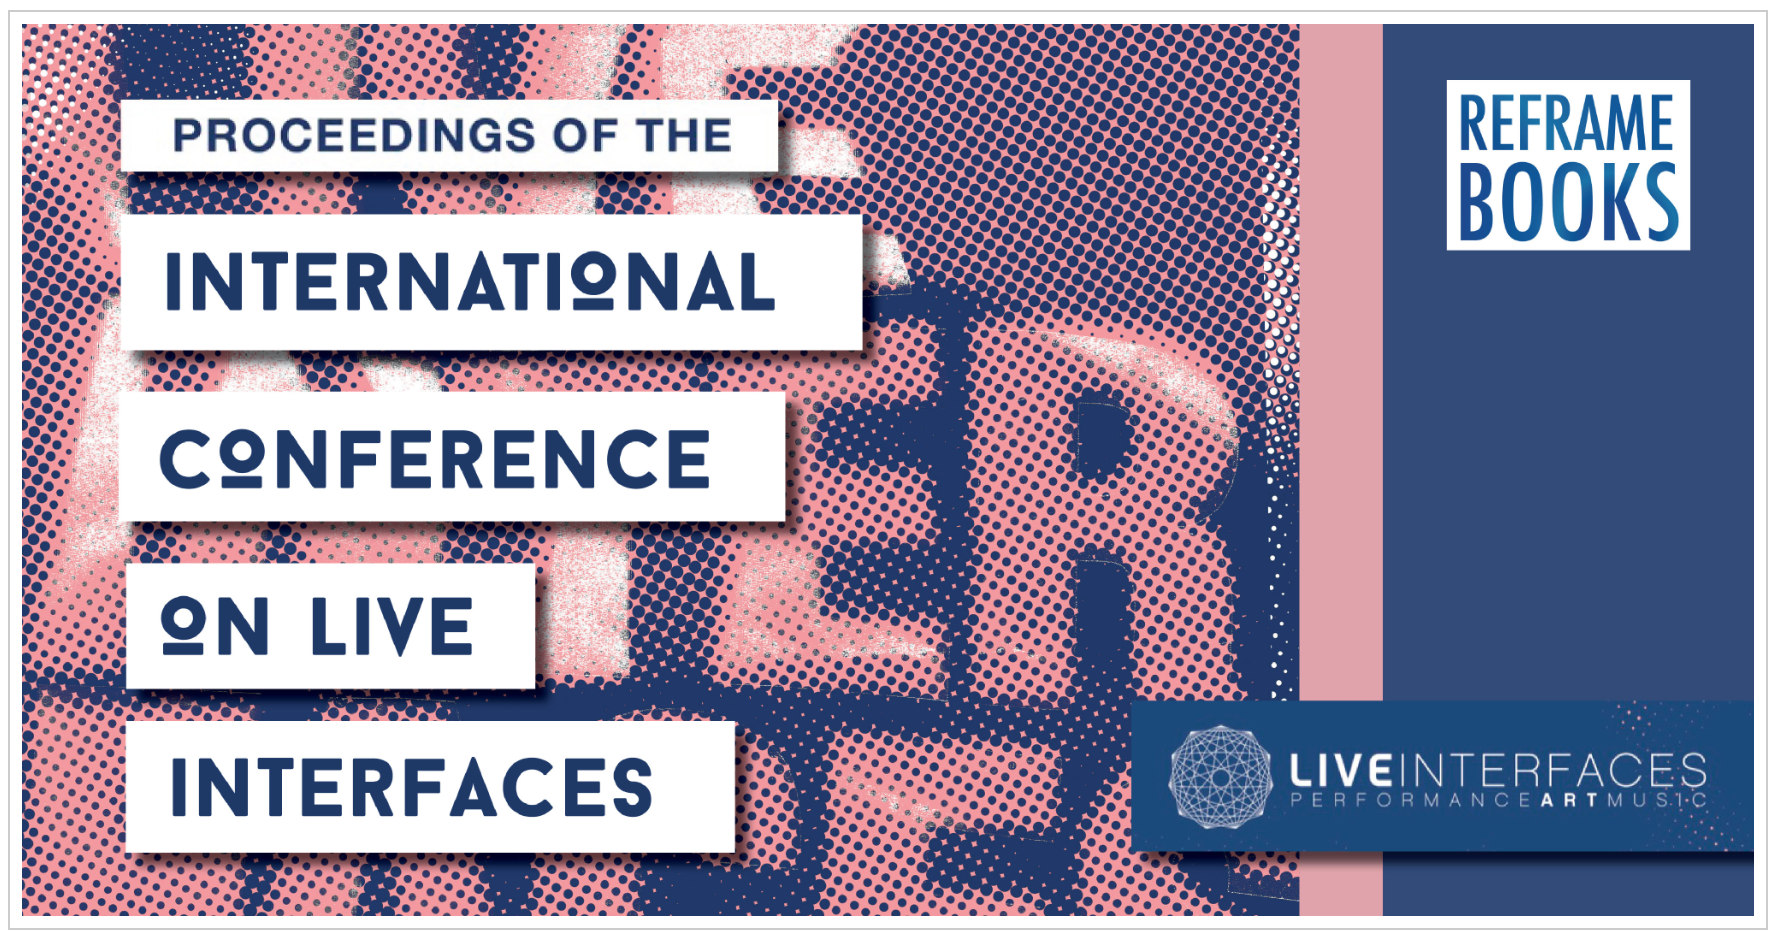 PROCEEDINGS OF THE
INTERNATIONAL
CONFERENCE
ON LIVE
INTERFACES
REFRAME
BOOKS
LIVEINTERFACES
PERFORMANCEARTMUSIC